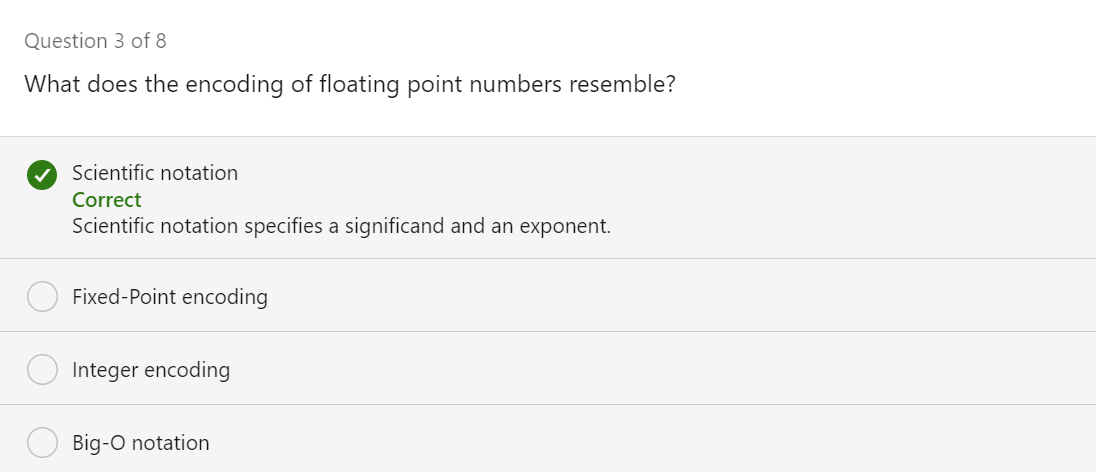 Question 3 of 8
What does the encoding of floating point numbers resemble?
Scientific notation
Correct
Scientific notation specifies a significand and an exponent.
Fixed-Point encoding
Integer encoding
Big-O notation